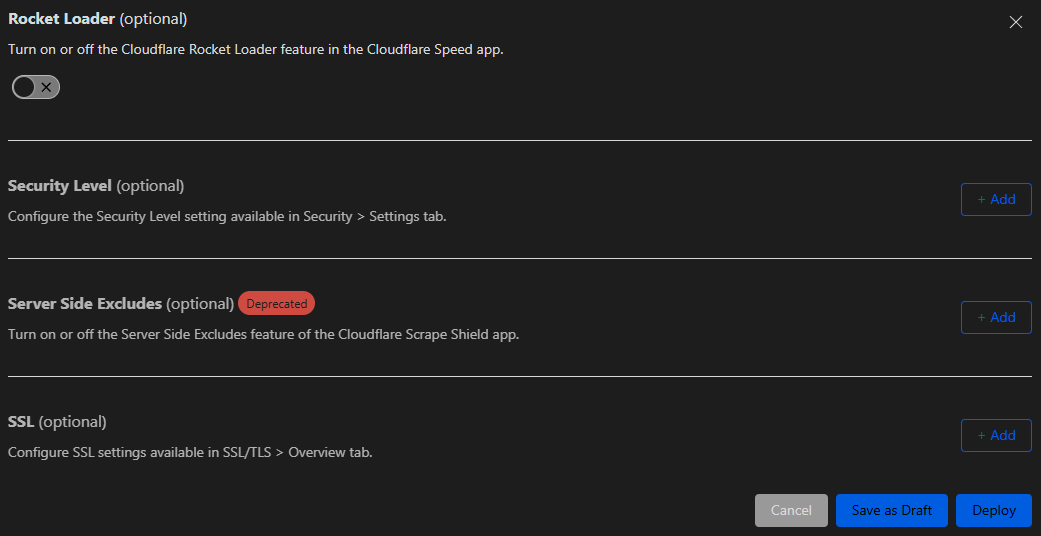 Rocket Loader (optional)
Turn on or off the Cloudflare Rocket Loader feature in the Cloudflare Speed app.
Security Level (optional)
+ Add
Configure the Security Level setting available in Security > Settings tab.
Server Side Excludes (optional) Deprecated
+ Add
Turn on or off the Server Side Excludes feature of the Cloudflare Scrape Shield app.
SSL (optional)
+ Add
Configure SSL settings available in SSL/TLS > Overview tab.
Cancel Save as Draft Deploy